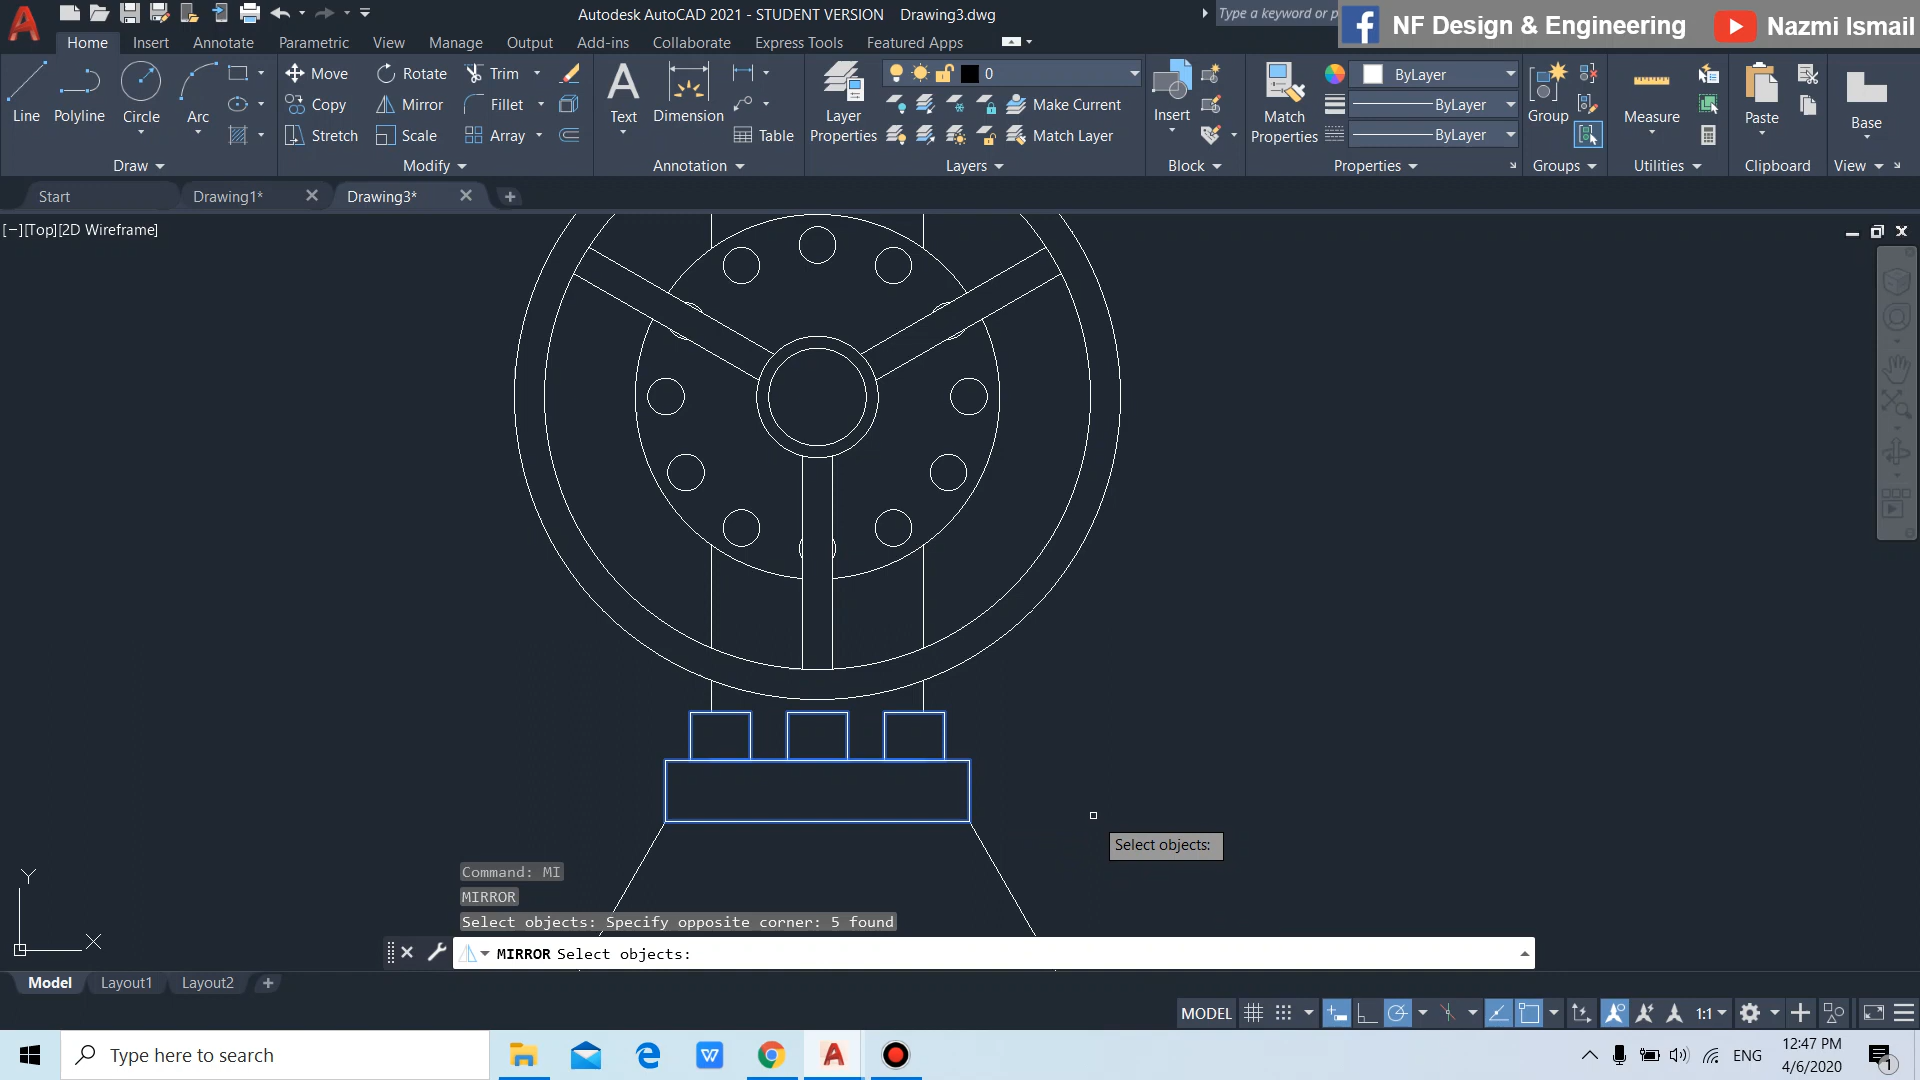 Autodesk AutoCAD 2021 - STUDENT VERSION Drawing3.dwg
Type a keyword or p
NF Design & Engineering
Nazmi Ismail
Home Insert Annotate Parametric View Manage Output Add-ins Collaborate Express Tools Featured Apps
Line Polyline Circle Arc
Move Rotate Trim
Copy Mirror Fillet
Stretch Scale Array
Text Dimension Table
Layer Properties
0
Make Current
Match Layer
Insert
Match Properties
ByLayer
ByLayer
ByLayer
Group
Measure
Paste
Base
Draw Modify Annotation Layers Block Properties Groups Utilities Clipboard View
Start Drawing1* Drawing3*
[−][Top][2D Wireframe]
Select objects:
Y
X
Command: MI
MIRROR
Select objects: Specify opposite corner: 5 found
MIRROR Select objects:
Model Layout1 Layout2
MODEL 1:1
Type here to search
ENG
12:47 PM
4/6/2020
1